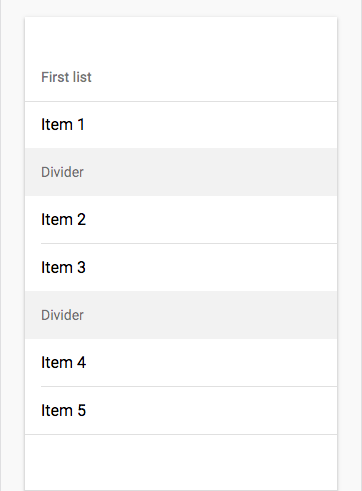 First list
Item 1
Divider
Item 2
Item 3
Divider
Item 4
Item 5